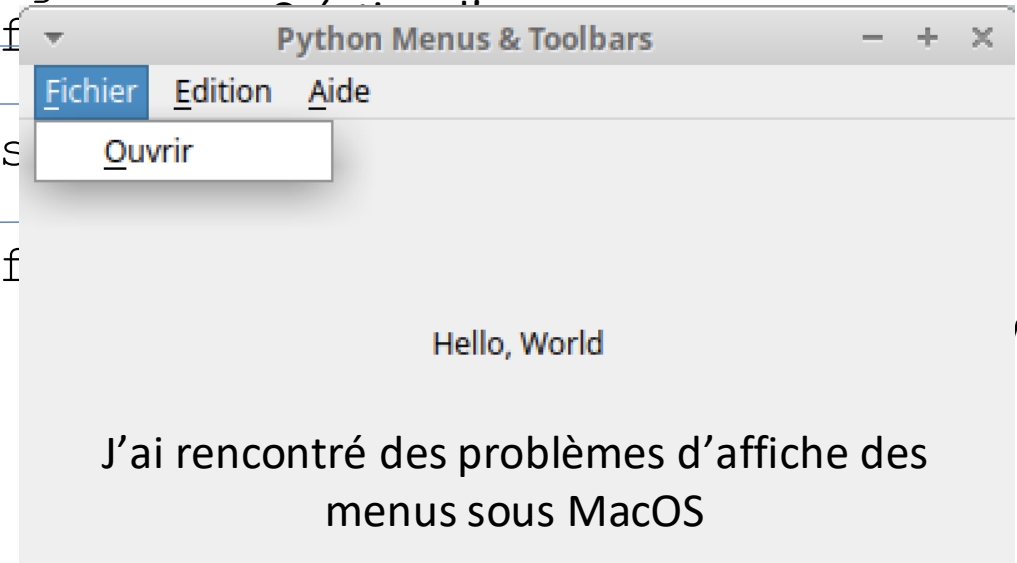 Python Menus & Toolbars
Fichier Edition Aide
Ouvrir
Hello, World
J’ai rencontré des problèmes d’affiche des
menus sous MacOS